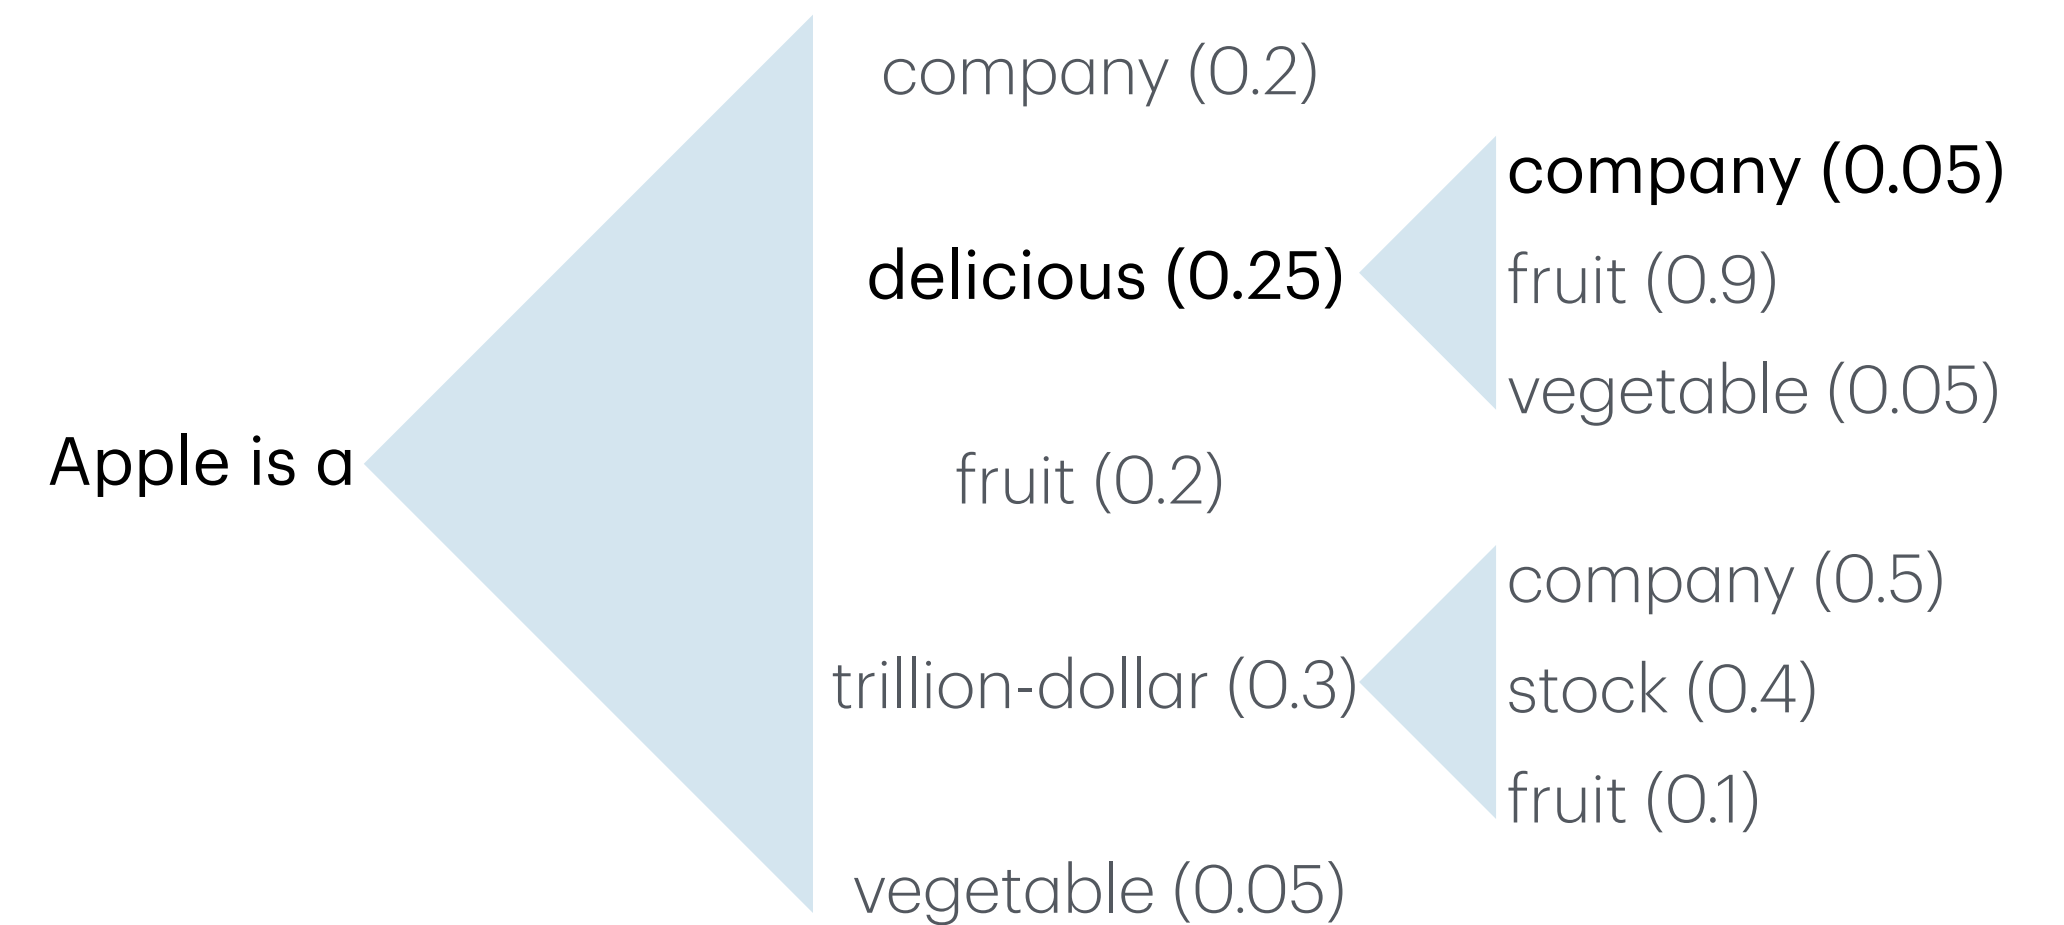 Apple is a
company (0.2)
delicious (0.25)
fruit (0.2)
trillion-dollar (0.3)
vegetable (0.05)
company (0.05)
fruit (0.9)
vegetable (0.05)
company (0.5)
stock (0.4)
fruit (0.1)